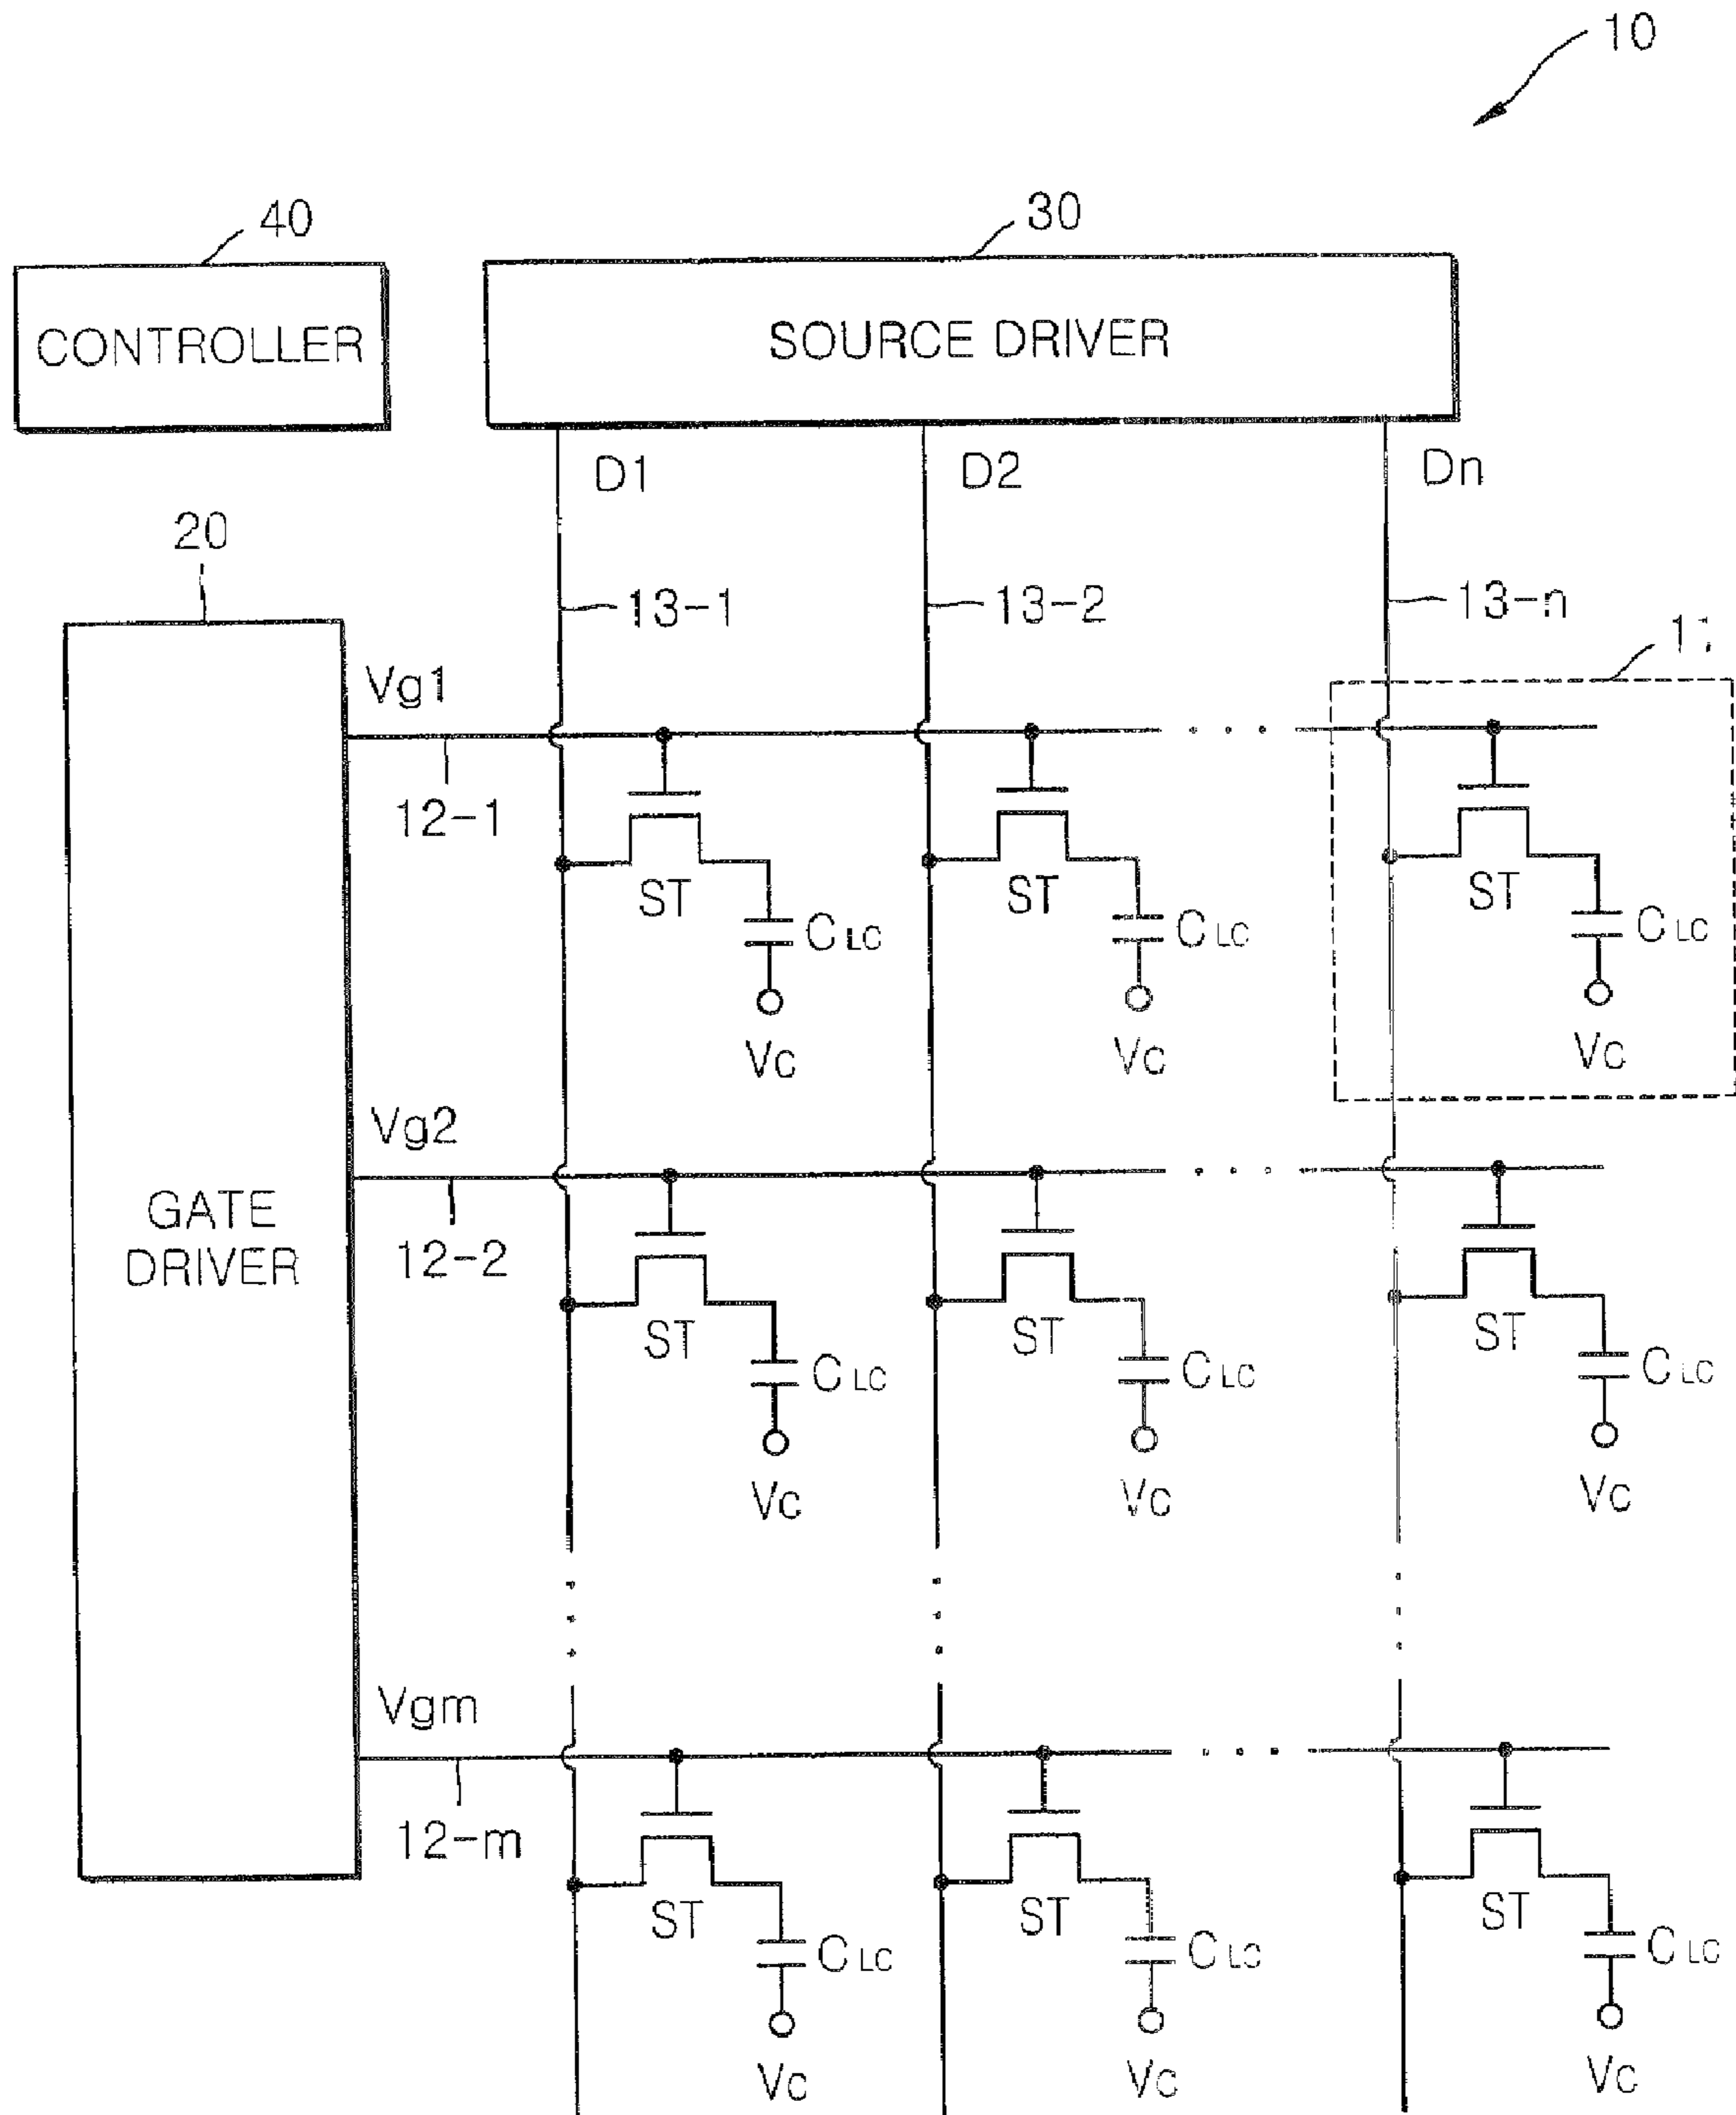 10
40
30
CONTROLLER
SOURCE DRIVER
D1
D2
Dn
20
13-1
13-2
13-n
Vg1
12-1
ST
ST
ST
CLC
CLC
CLC
Vc
Vc
Vc
Vg2
GATE
DRIVER
12-2
ST
ST
ST
CLC
CLC
CLC
Vc
Vc
Vc
Vgm
12-m
ST
ST
ST
CLC
CLC
CLC
Vc
Vc
Vc